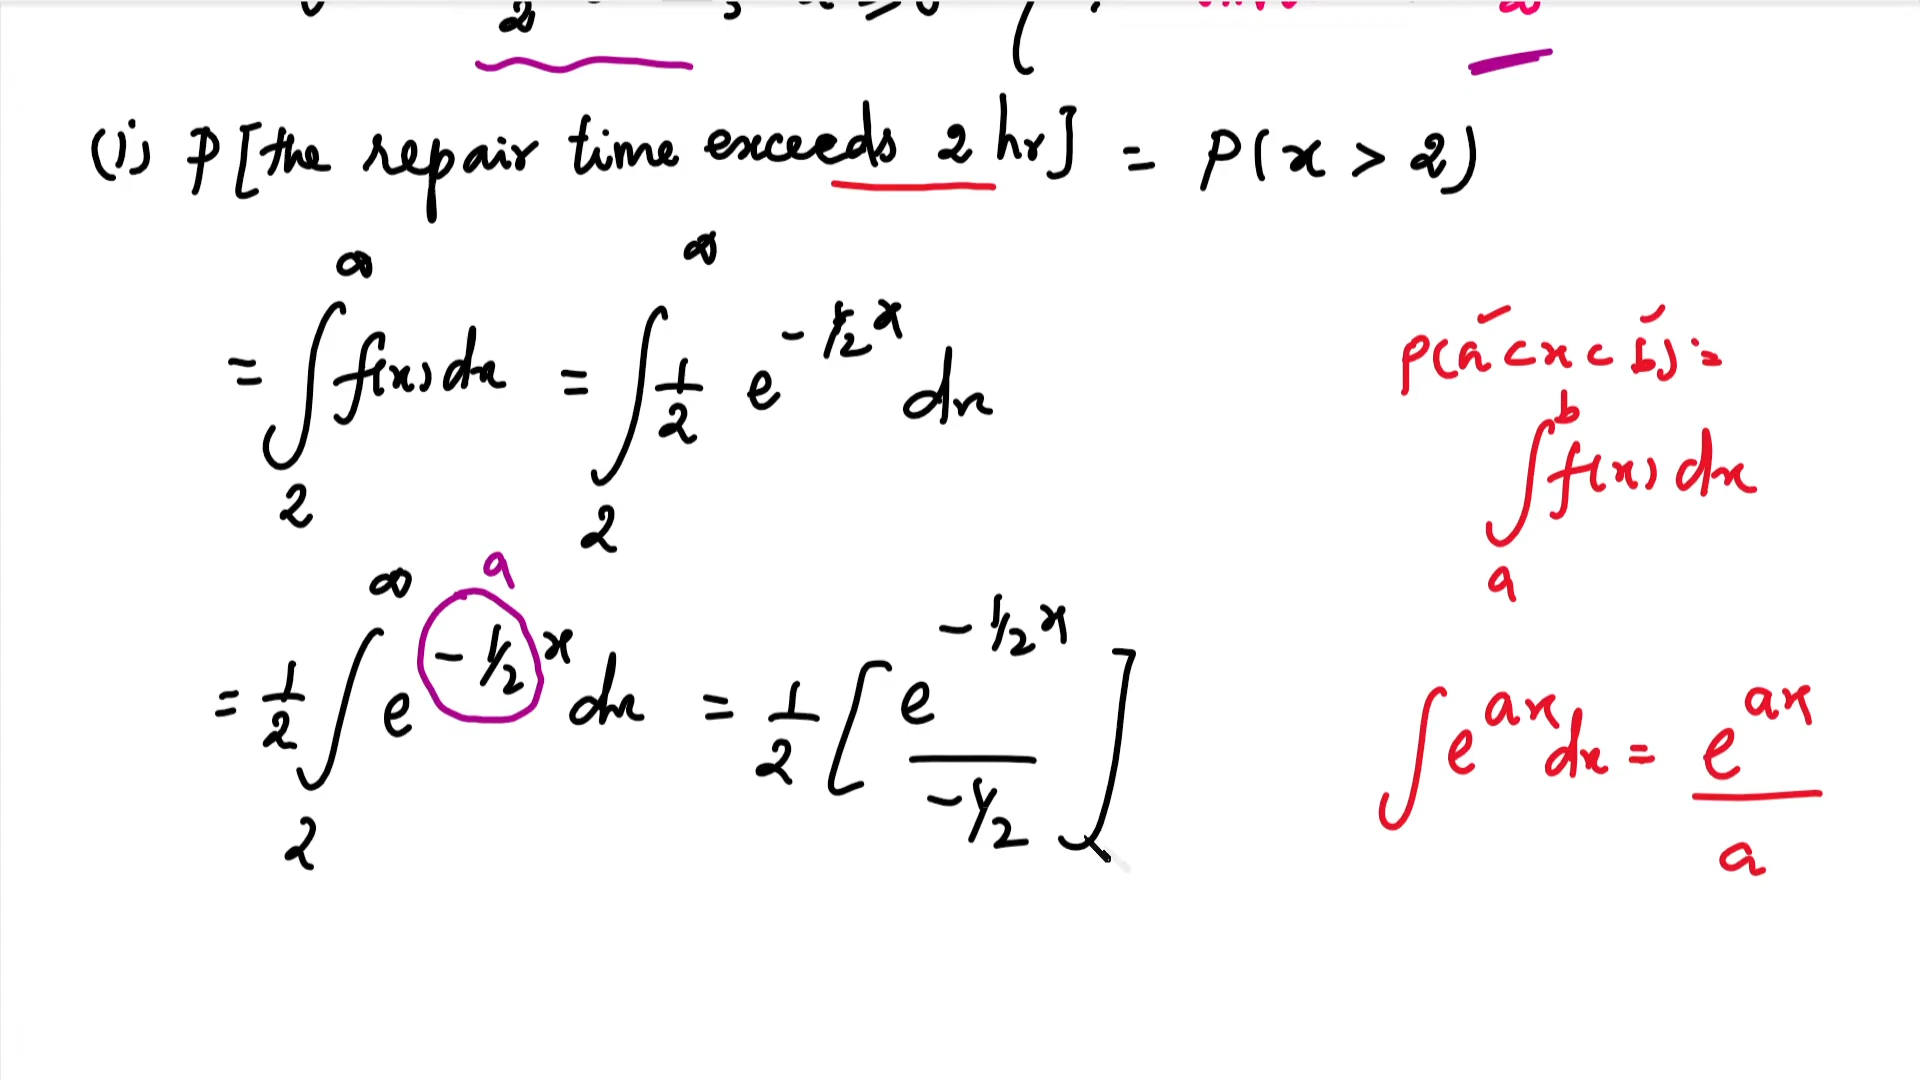 2
(i) P[the repair time exceeds 2 hr] = P(x > 2)
= ∫₂^∞ f(x) dx = ∫₂^∞ 1/2 e^(-1/2 x) dx
P(a < x < b) =
∫ₐ^b f(x) dx
= 1/2 ∫₂^∞ e^(-1/2 x) dx = 1/2 [e^(-1/2 x) / (-1/2)]
a
∫e^(ax) dx = e^(ax) / a